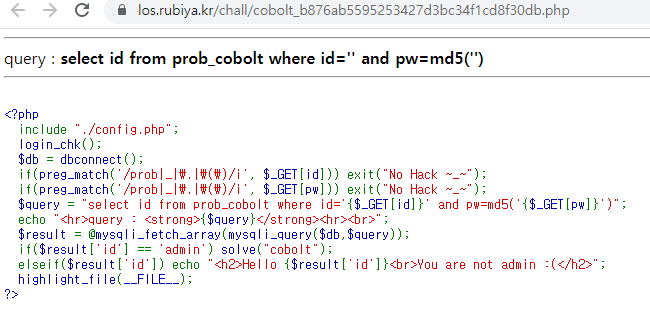 los.rubiya.kr/chall/cobolt_b876ab5595253427d3bc34f1cd8f30db.php
query : select id from prob_cobolt where id='' and pw=md5('')
<?php
  include "./config.php";
  login_chk();
  $db = dbconnect();
  if(preg_match('/prob|_|₩.|₩(₩)/i', $_GET[id])) exit("No Hack ~_~");
  if(preg_match('/prob|_|₩.|₩(₩)/i', $_GET[pw])) exit("No Hack ~_~");
  $query = "select id from prob_cobolt where id='{$_GET[id]}' and pw=md5('{$_GET[pw]}')";
  echo "<hr>query : <strong>{$query}</strong><hr><br>";
  $result = @mysqli_fetch_array(mysqli_query($db,$query));
  if($result['id'] == 'admin') solve("cobolt");
  elseif($result['id']) echo "<h2>Hello {$result['id']}<br>You are not admin :(</h2>";
  highlight_file(__FILE__);
?>